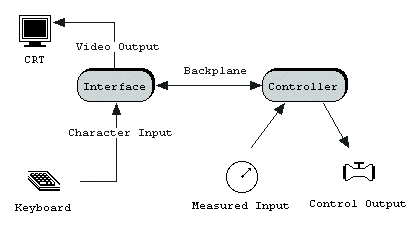 CRT
Video Output
Interface
Backplane
Controller
Character Input
Keyboard
Measured Input
Control Output